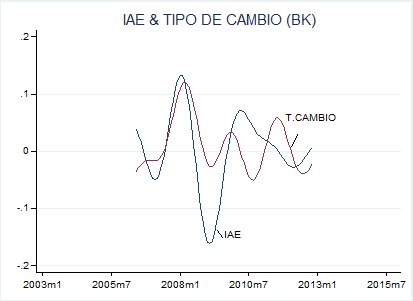 IAE & TIPO DE CAMBIO (BK)
.2
.1
T.CAMBIO
0
-.1
IAE
-.2
2003m1 2005m7 2008m1 2010m7 2013m1 2015m7